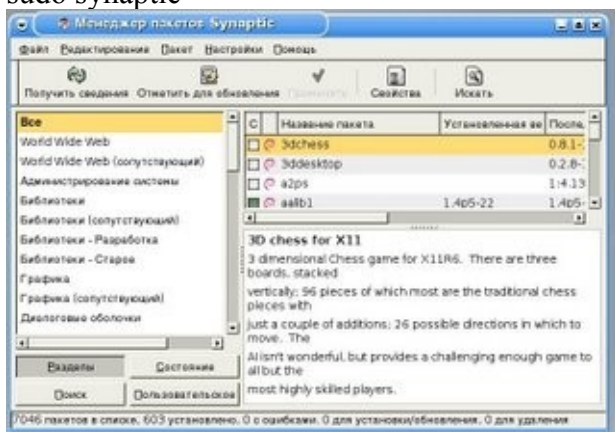 sudo synaptic
Менеджер пакетов Synaptic
Файл Редактирование Пакет Настройки Помощь
Получить сведения Отметить для обновления Применить Свойства Искать
Все
World Wide Web
World Wide Web (сопутствующий)
Администрирование системы
Библиотеки
Библиотеки (сопутствующий)
Библиотеки - Разработка
Библиотеки - Старое
Графика
Графика (сопутствующий)
Диалоговые оболочки
Разделы Состояние
Поиск Пользовательское
С Название пакета Установленная ве После,
3dchess 0.8.1-
3ddesktop 0.2.8-
a2ps 1:4.13
aalib1 1.4p5-22 1.4p5-
3D chess for X11
3 dimensional Chess game for X11R6. There are three
boards, stacked
vertically; 96 pieces of which most are the traditional chess
pieces with
just a couple of additions; 26 possible directions in which to
move. The
AI isn't wonderful, but provides a challenging enough game to
all but the
most highly skilled players.
7046 пакетов в списке, 603 установлено, 0 с ошибками. 0 для установки/обновления, 0 для удаления